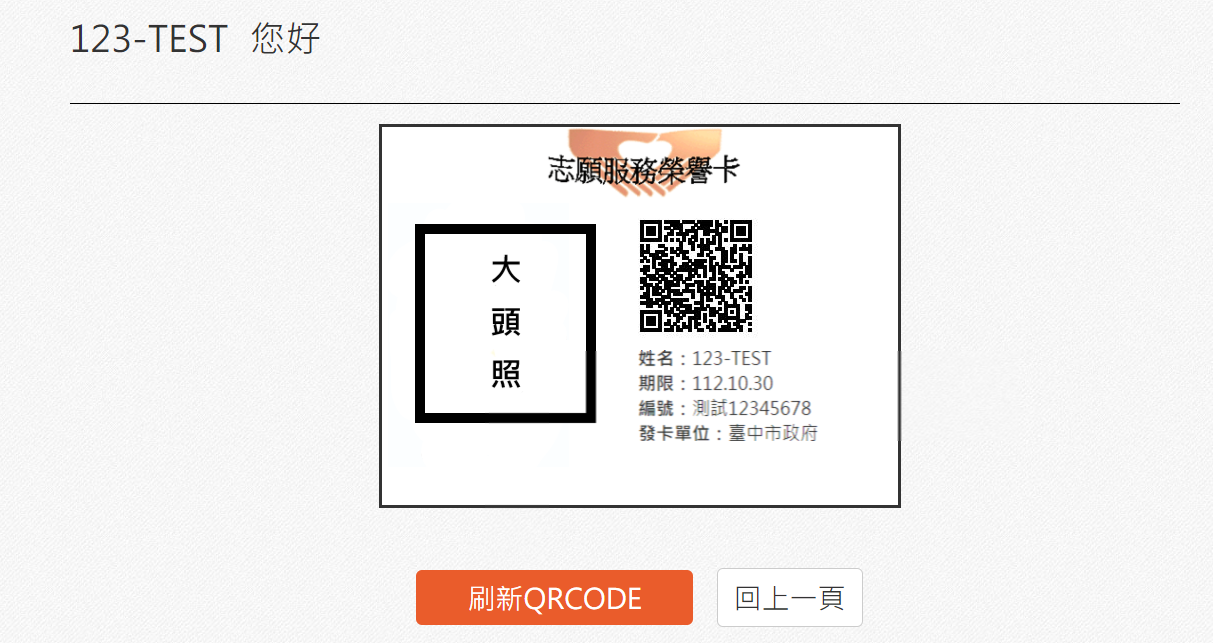 123-TEST 您好
志願服務榮譽卡
大
頭
照
姓名：123-TEST
期限：112.10.30
編號：測試12345678
發卡單位：臺中市政府
刷新QRCODE
回上一頁